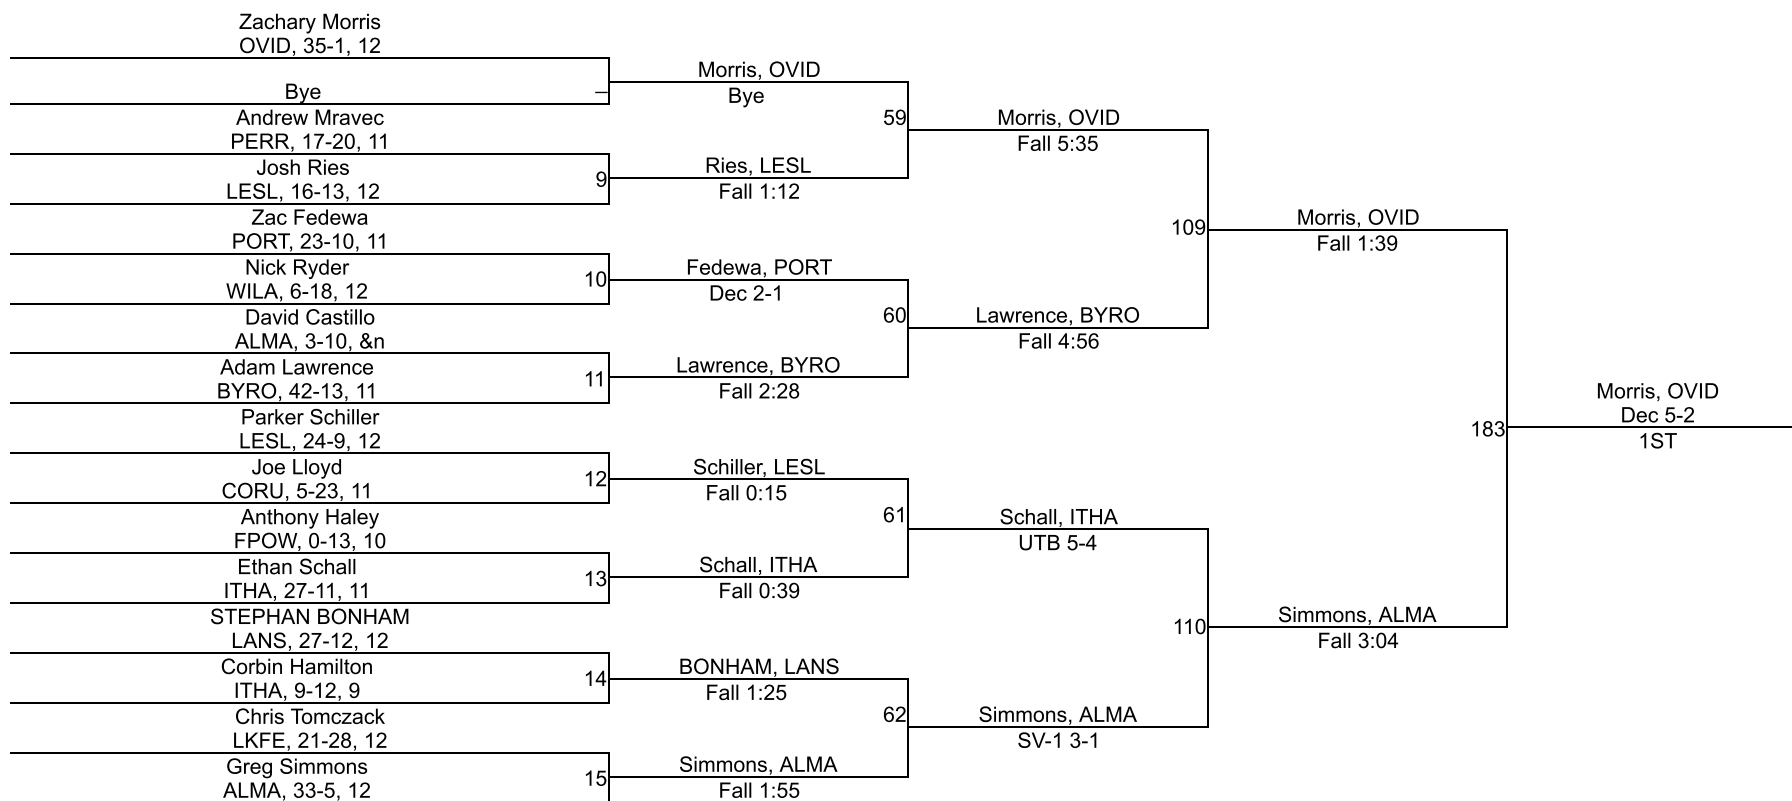 Zachary Morris
OVID, 35-1, 12
Bye
–
Andrew Mravec
PERR, 17-20, 11
Josh Ries
LESL, 16-13, 12
9
Zac Fedewa
PORT, 23-10, 11
Nick Ryder
WILA, 6-18, 12
10
David Castillo
ALMA, 3-10, &n
Adam Lawrence
BYRO, 42-13, 11
11
Parker Schiller
LESL, 24-9, 12
Joe Lloyd
CORU, 5-23, 11
12
Anthony Haley
FPOW, 0-13, 10
Ethan Schall
ITHA, 27-11, 11
13
STEPHAN BONHAM
LANS, 27-12, 12
Corbin Hamilton
ITHA, 9-12, 9
14
Chris Tomczack
LKFE, 21-28, 12
Greg Simmons
ALMA, 33-5, 12
15
Morris, OVID
Bye
59
Ries, LESL
Fall 1:12
Fedewa, PORT
Dec 2-1
60
Lawrence, BYRO
Fall 2:28
Schiller, LESL
Fall 0:15
61
Schall, ITHA
Fall 0:39
BONHAM, LANS
Fall 1:25
62
Simmons, ALMA
Fall 1:55
Morris, OVID
Fall 5:35
109
Lawrence, BYRO
Fall 4:56
Schall, ITHA
UTB 5-4
110
Simmons, ALMA
SV-1 3-1
Morris, OVID
Fall 1:39
183
Simmons, ALMA
Fall 3:04
Morris, OVID
Dec 5-2
1ST